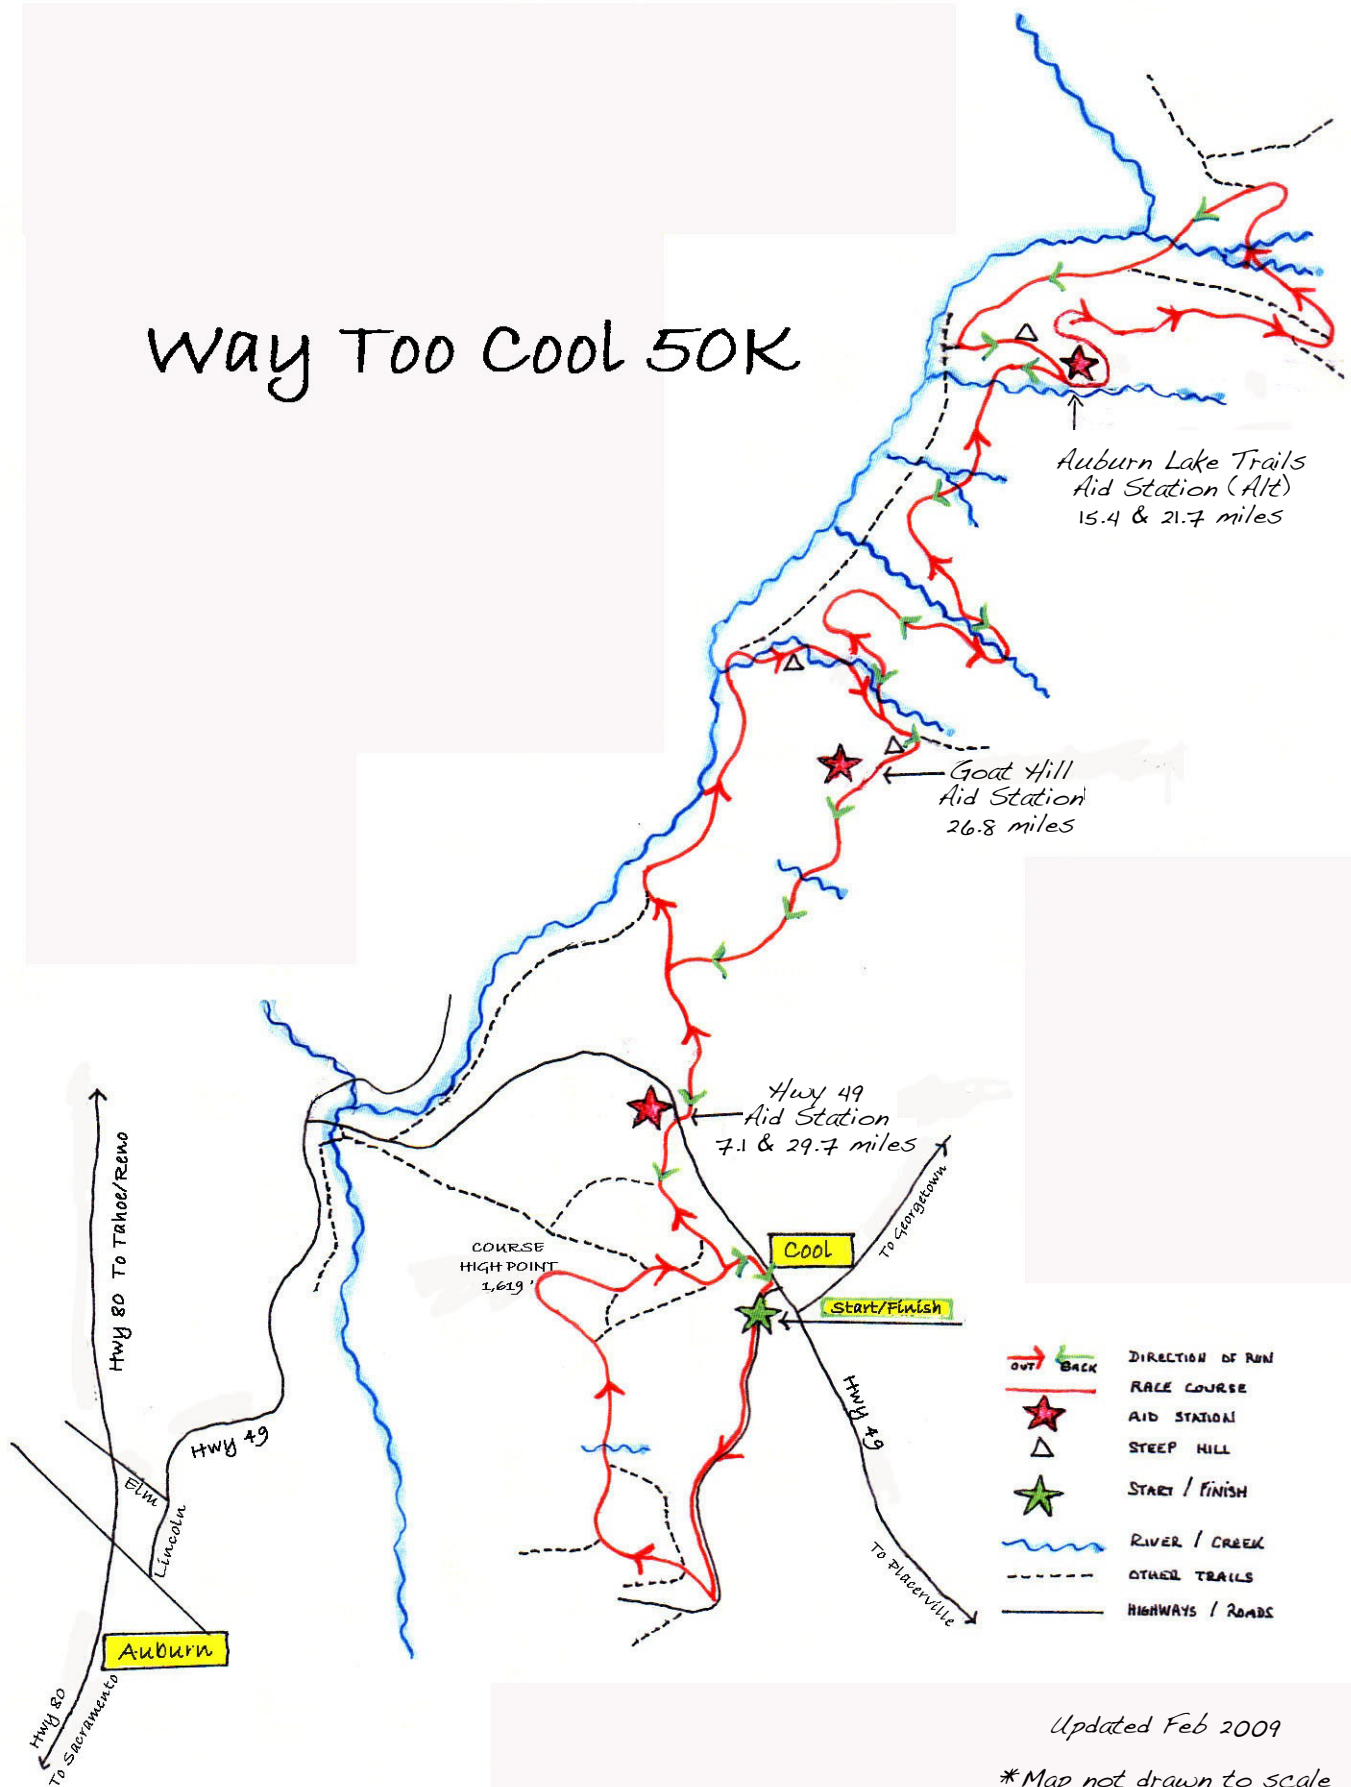 Way Too Cool 50K
Auburn Lake Trails
Aid Station (Alt)
15.4 & 21.7 miles
Goat Hill
Aid Station
26.8 miles
Hwy 49
Aid Station
7.1 & 29.7 miles
Hwy 80 To Tahoe/Reno
To Georgetown
COURSE
HIGH POINT
1,619 '
Cool
Start/Finish
Hwy 49
Hwy 49
Elm
Lincoln
To Placerville
Auburn
Hwy 80
To Sacramento
OUT BACK DIRECTION OF RUN
RACE COURSE
AID STATION
STEEP HILL
START / FINISH
RIVER / CREEK
OTHER TRAILS
HIGHWAYS / ROADS
Updated Feb 2009
*Map not drawn to scale